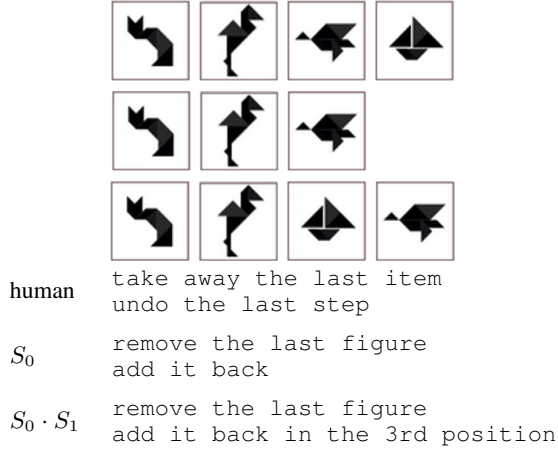 human
take away the last item
undo the last step
S₀
remove the last figure
add it back
S₀ · S₁
remove the last figure
add it back in the 3rd position